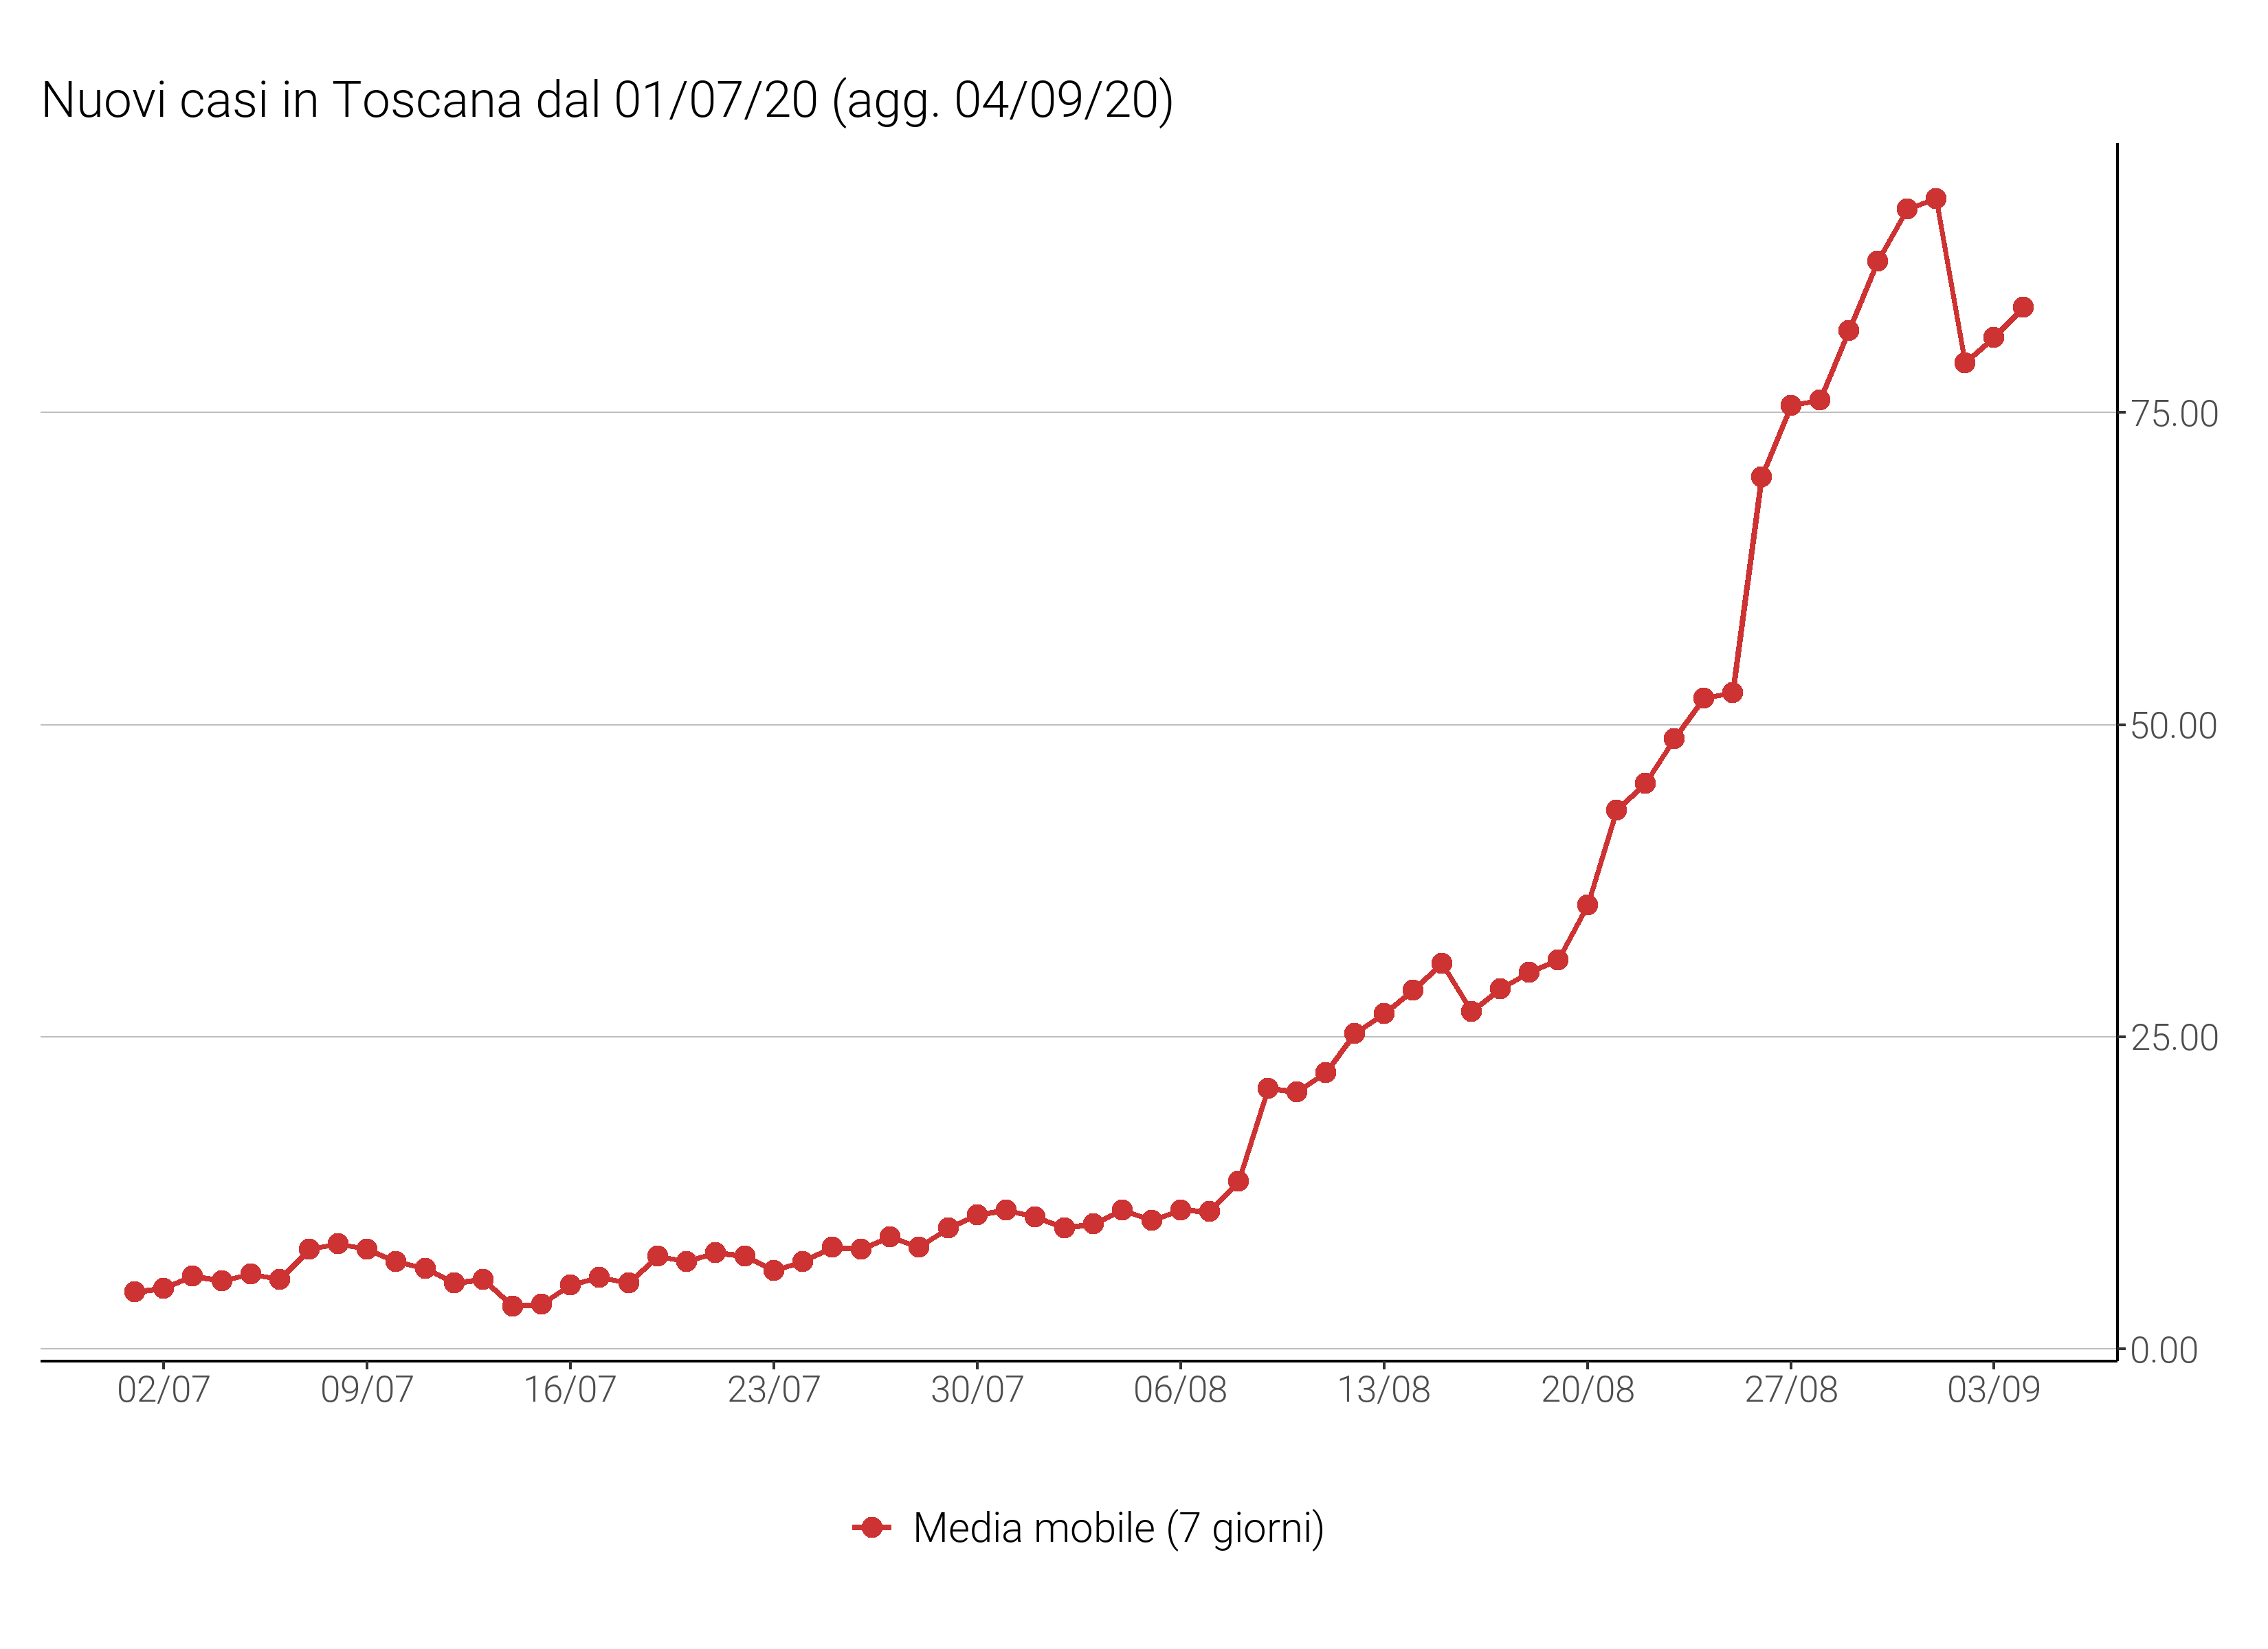 Nuovi casi in Toscana dal 01/07/20 (agg. 04/09/20)
75.00
50.00
25.00
0.00
02/07 09/07 16/07 23/07 30/07 06/08 13/08 20/08 27/08 03/09
Media mobile (7 giorni)